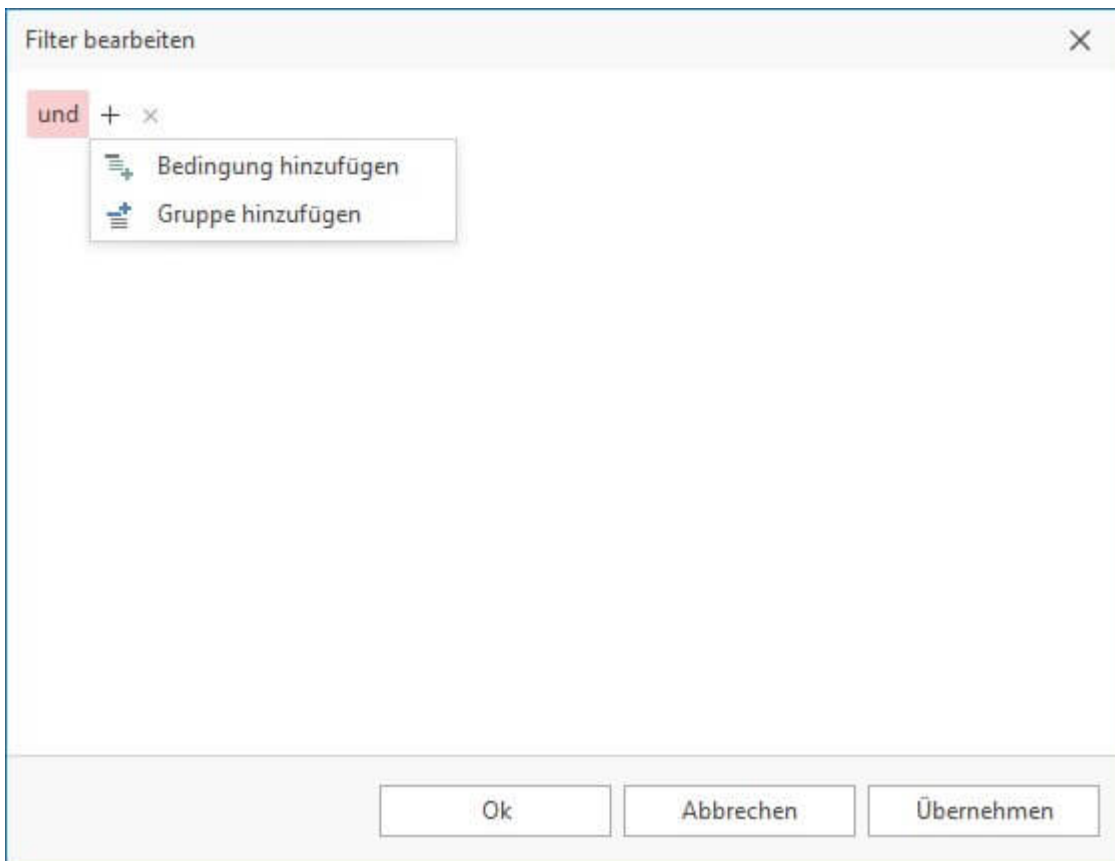 Filter bearbeiten
und
Bedingung hinzufügen
Gruppe hinzufügen
Ok Abbrechen Übernehmen